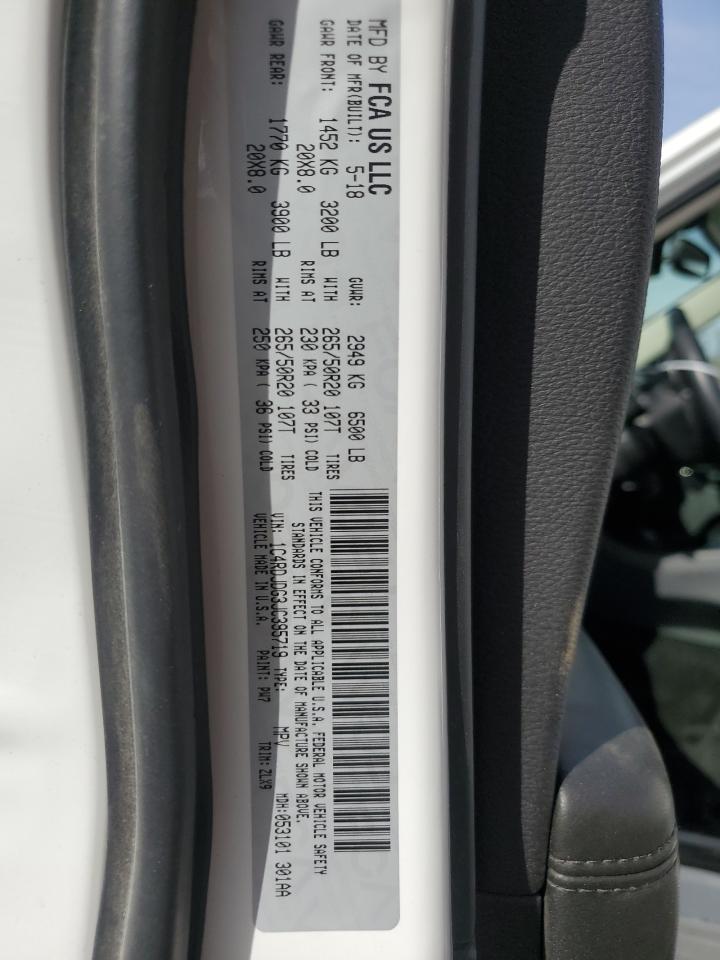 MFD BY FCA US LLC
DATE OF MFR(BUILT): 5-18 GVWR: 2949 KG 6500 LB
GAWR FRONT: 1452 KG 3200 LB WITH 265/50R20 107T TIRES
20X8.0 RIMS AT 230 KPA ( 33 PSI) COLD
GAWR REAR: 1770 KG 3900 LB WITH 265/50R20 107T TIRES
20X8.0 RIMS AT 250 KPA ( 36 PSI) COLD
THIS VEHICLE CONFORMS TO ALL APPLICABLE U.S.A. FEDERAL MOTOR VEHICLE SAFETY
STANDARDS IN EFFECT ON THE DATE OF MANUFACTURE SHOWN ABOVE.
VIN: 1C4RDJDG3JC395719 TYPE: MPV MDH:053101 301AA
VEHICLE MADE IN U.S.A. PAINT: PW7 TRIM: ZLX9